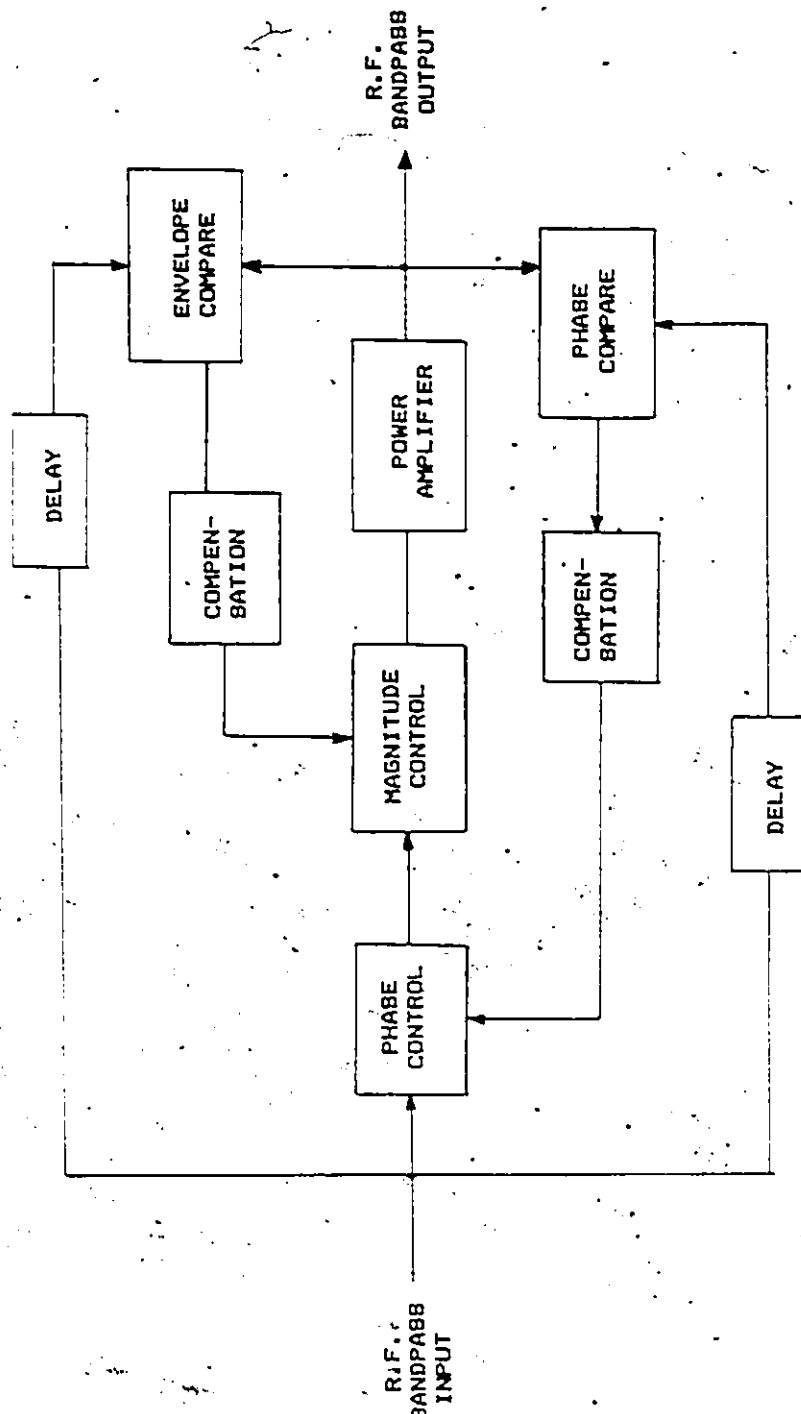 DELAY
ENVELOPE
COMPARE
COMPEN-
SATION
R.F.
BANDPASS
INPUT
PHASE
CONTROL
MAGNITUDE
CONTROL
POWER
AMPLIFIER
R.F.
BANDPASS
OUTPUT
COMPEN-
SATION
PHASE
COMPARE
DELAY